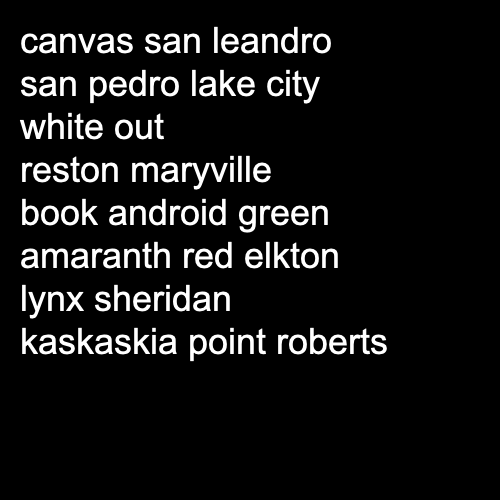 canvas san leandro
san pedro lake city
white out
reston maryville
book android green
amaranth red elkton
lynx sheridan
kaskaskia point roberts